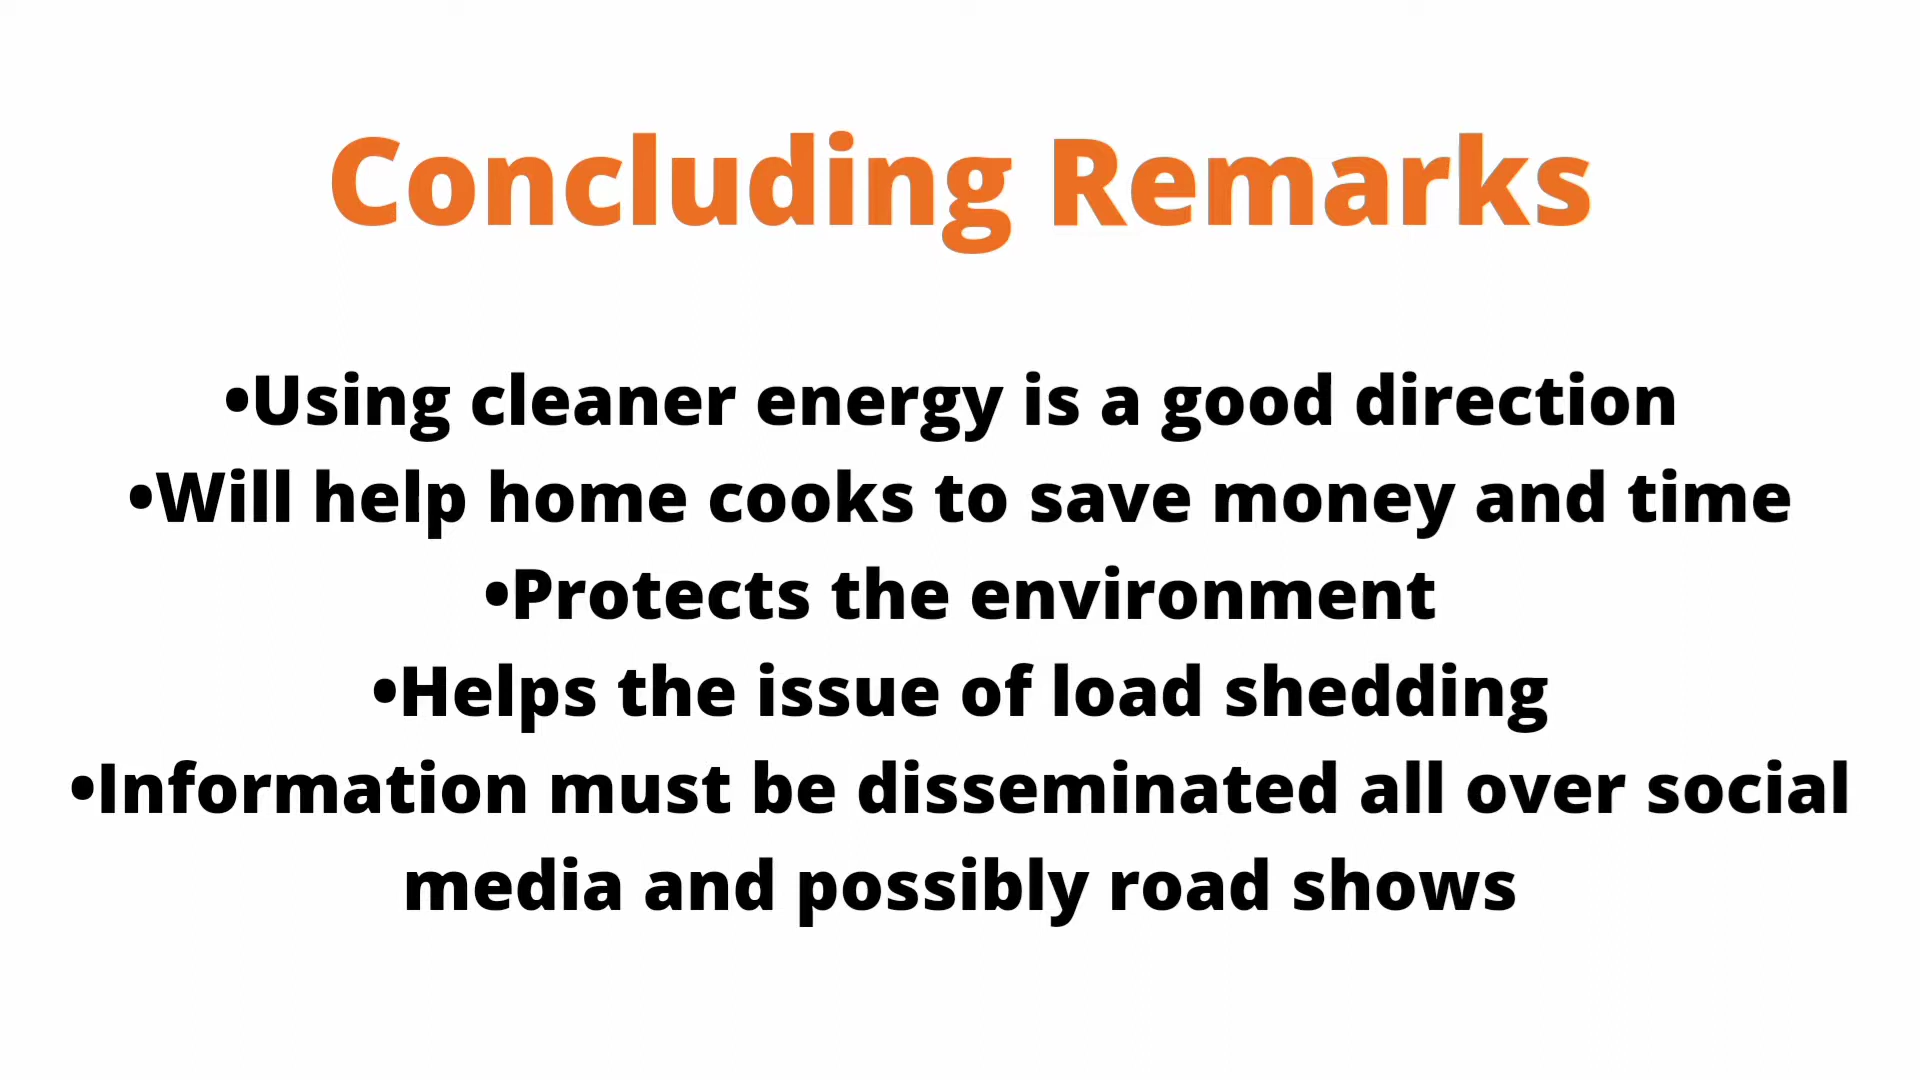 Concluding Remarks
•Using cleaner energy is a good direction
•Will help home cooks to save money and time
•Protects the environment
•Helps the issue of load shedding
•Information must be disseminated all over social
media and possibly road shows